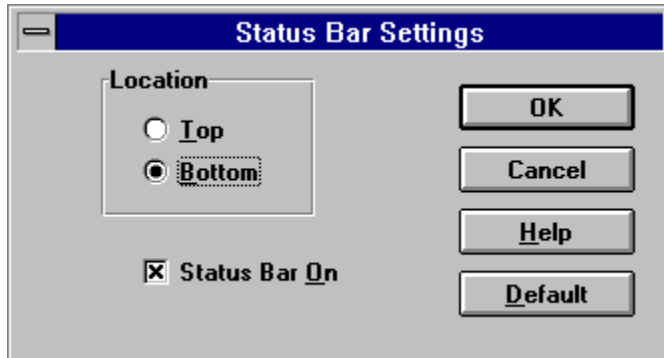 Status Bar Settings
Location
Top
Bottom
Status Bar On
OK
Cancel
Help
Default